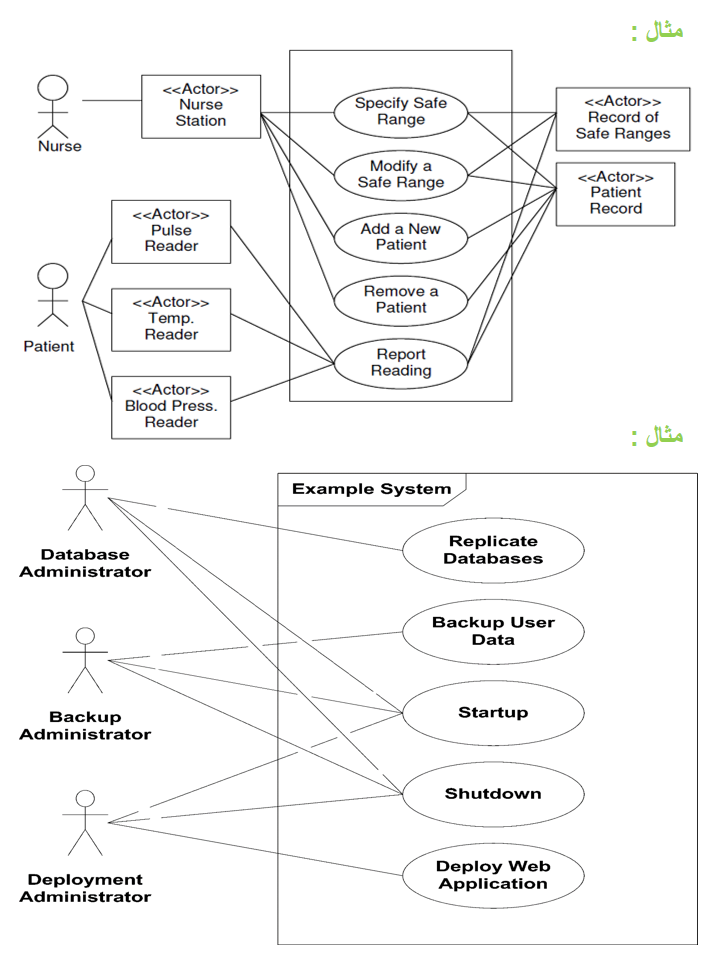 مثال :
<<Actor>>
Nurse
Station
Nurse
Specify Safe
Range
Modify a
Safe Range
Add a New
Patient
Remove a
Patient
Report
Reading
<<Actor>>
Record of
Safe Ranges
<<Actor>>
Patient
Record
<<Actor>>
Pulse
Reader
<<Actor>>
Temp.
Reader
<<Actor>>
Blood Press.
Reader
Patient
مثال :
Example System
Database
Administrator
Backup
Administrator
Deployment
Administrator
Replicate
Databases
Backup User
Data
Startup
Shutdown
Deploy Web
Application